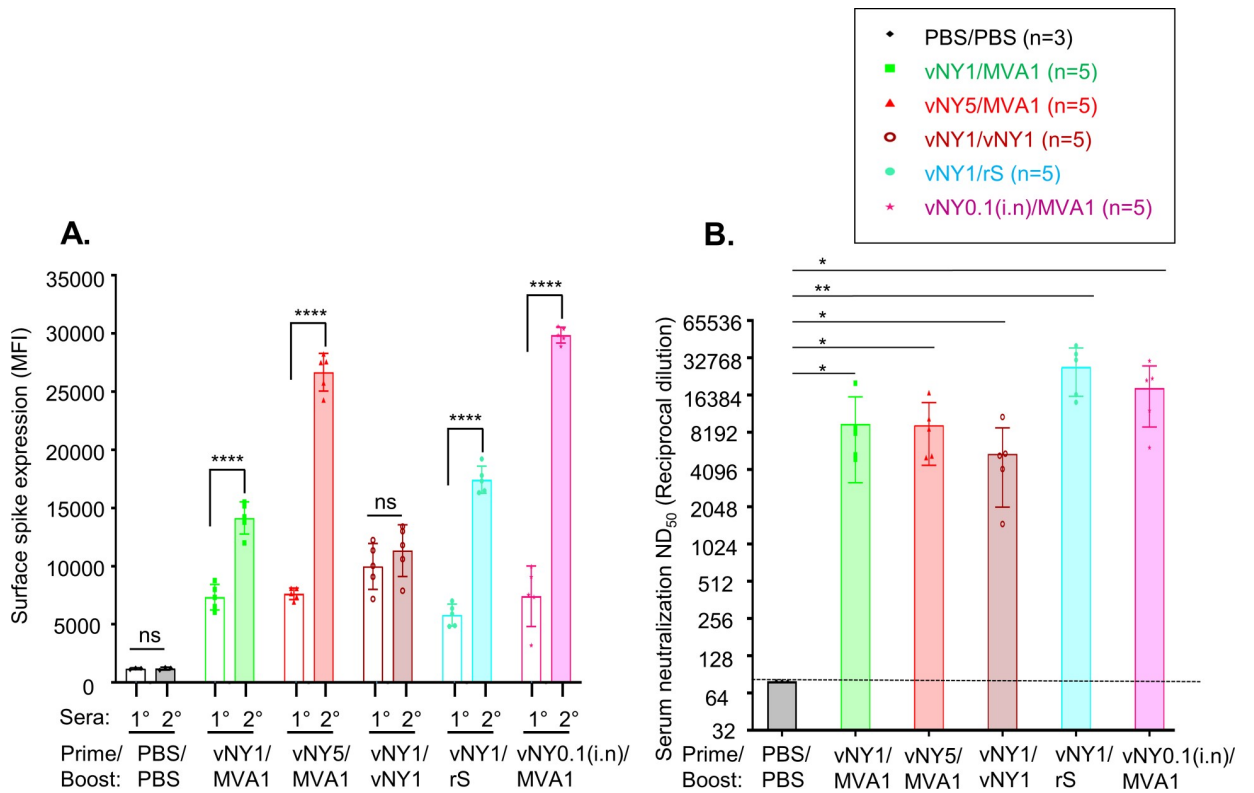 PBS/PBS (n=3)
vNY1/MVA1 (n=5)
vNY5/MVA1 (n=5)
vNY1/vNY1 (n=5)
vNY1/rS (n=5)
vNY0.1(i.n)/MVA1 (n=5)
A.
Surface spike expression (MFI)
35000
30000
25000
20000
15000
10000
5000
0
ns
****
****
ns
****
****
Sera: 1° 2° 1° 2° 1° 2° 1° 2° 1° 2° 1° 2°
Prime/ PBS/ vNY1/ vNY5/ vNY1/ vNY1/ vNY0.1(i.n)/
Boost: PBS MVA1 MVA1 vNY1 rS MVA1
B.
Serum neutralization ND50 (Reciprocal dilution)
65536
32768
16384
8192
4096
2048
1024
512
256
128
64
32
*
**
*
*
*
Prime/ PBS/ vNY1/ vNY5/ vNY1/ vNY1/ vNY0.1(i.n)/
Boost: PBS MVA1 MVA1 vNY1 rS MVA1